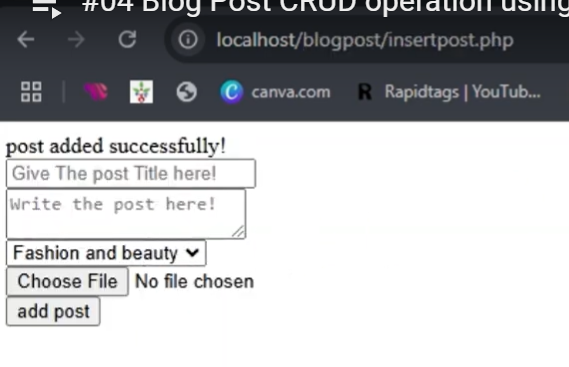 #04 Blog Post CRUD operation using
localhost/blogpost/insertpost.php
canva.com Rapidtags | YouTub...
post added successfully!
Give The post Title here!
Write the post here!
Fashion and beauty
Choose File No file chosen
add post